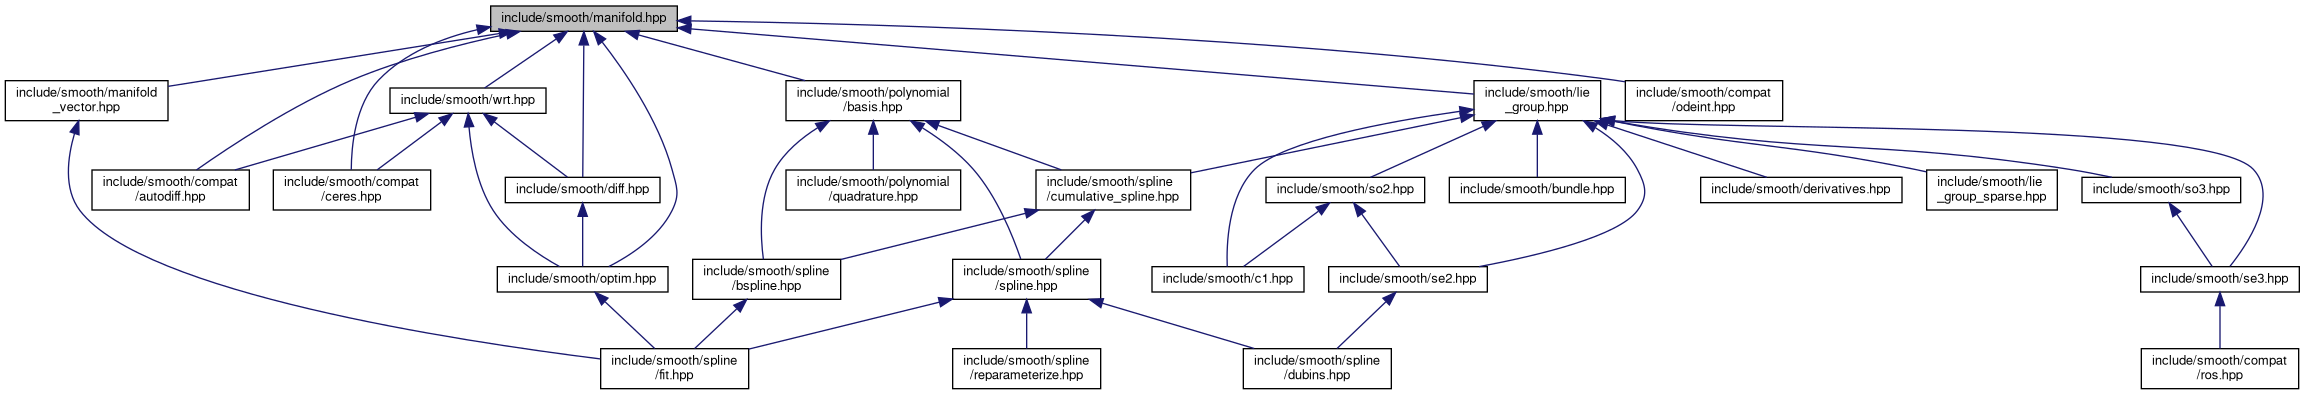 include/smooth/manifold.hpp
include/smooth/manifold
_vector.hpp
include/smooth/wrt.hpp
include/smooth/polynomial
/basis.hpp
include/smooth/lie
_group.hpp
include/smooth/compat
/odeint.hpp
include/smooth/compat
/autodiff.hpp
include/smooth/compat
/ceres.hpp
include/smooth/diff.hpp
include/smooth/polynomial
/quadrature.hpp
include/smooth/spline
/cumulative_spline.hpp
include/smooth/so2.hpp
include/smooth/bundle.hpp
include/smooth/derivatives.hpp
include/smooth/lie
_group_sparse.hpp
include/smooth/so3.hpp
include/smooth/optim.hpp
include/smooth/spline
/bspline.hpp
include/smooth/spline
/spline.hpp
include/smooth/c1.hpp
include/smooth/se2.hpp
include/smooth/se3.hpp
include/smooth/spline
/fit.hpp
include/smooth/spline
/reparameterize.hpp
include/smooth/spline
/dubins.hpp
include/smooth/compat
/ros.hpp